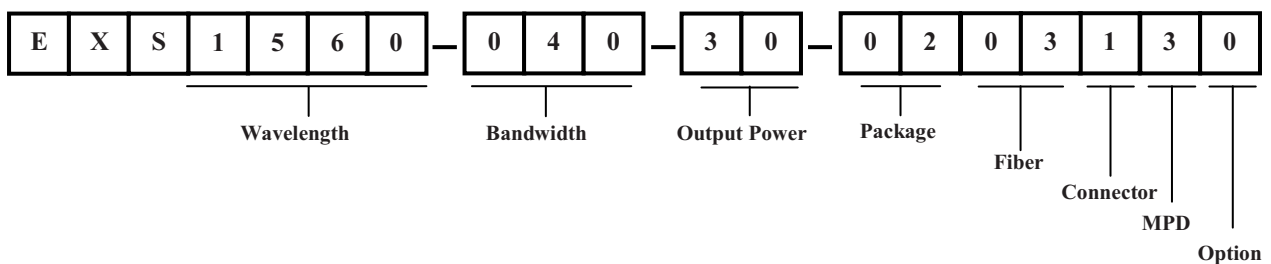 E X S 1 5 6 0 – 0 4 0 – 3 0 – 0 2 0 3 1 3 0
Wavelength Bandwidth Output Power Package
Fiber
Connector
MPD
Option